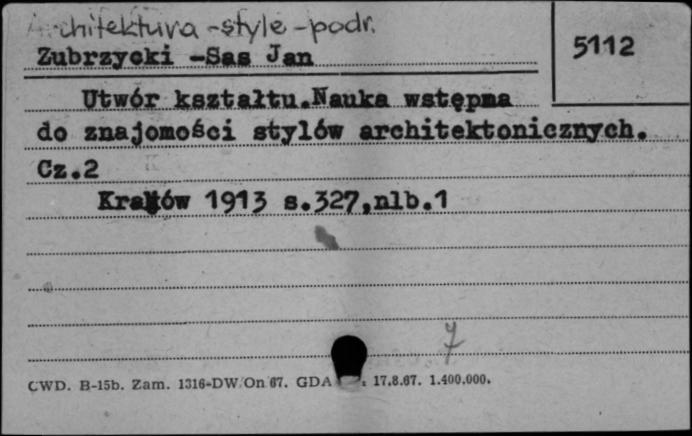 Architektura-style-podr.
Zubrzycki -Sas Jan
5112
Utwór kształtu.Nauka wstępna
do znajomości stylów architektonicznych.
Cz.2
Kraków 1913 s.327,nlb.1
7
CWD. B-15b. Zam. 1316-DW/On 67. GDA 17.8.67. 1.400.000.